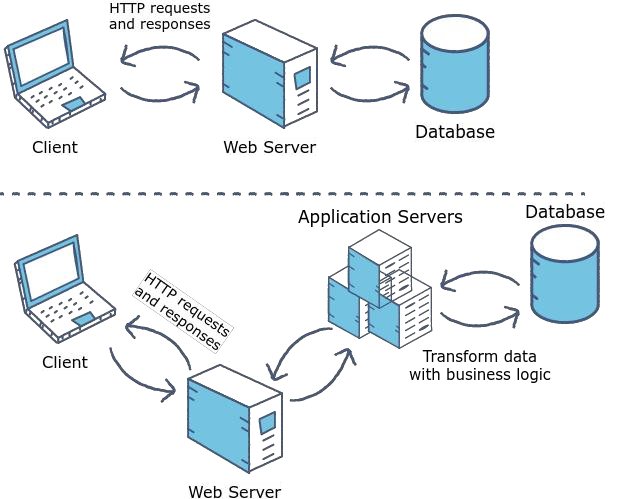 HTTP requests
and responses
Client
Web Server
Database
Application Servers
Database
HTTP requests
and responses
Client
Transform data
with business logic
Web Server